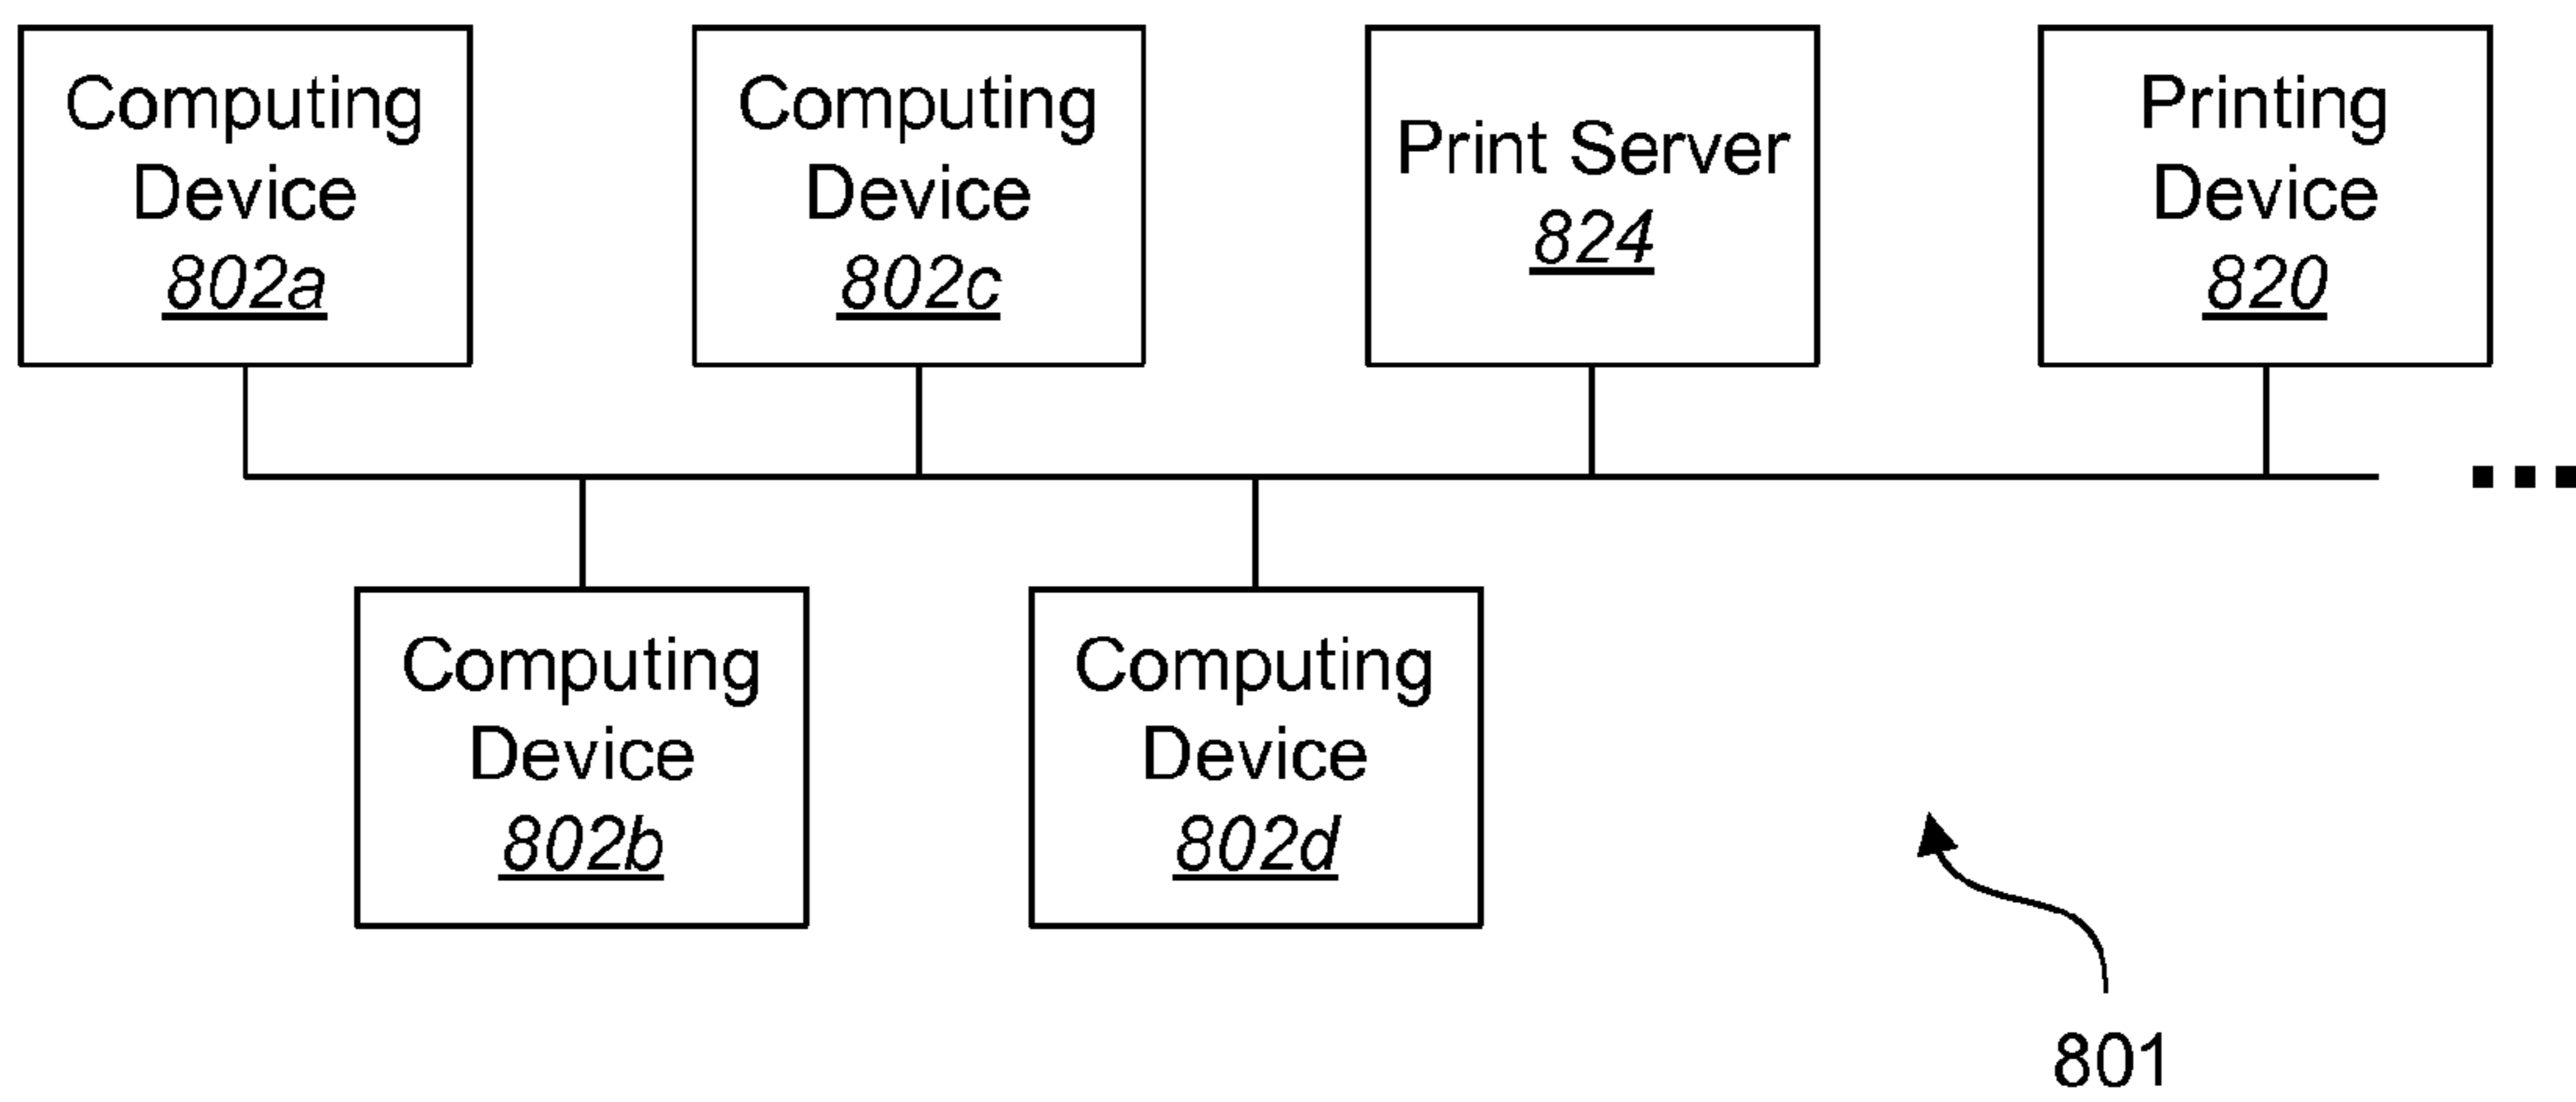 Computing
Device
802a
Computing
Device
802c
Print Server
824
Printing
Device
820
Computing
Device
802b
Computing
Device
802d
801